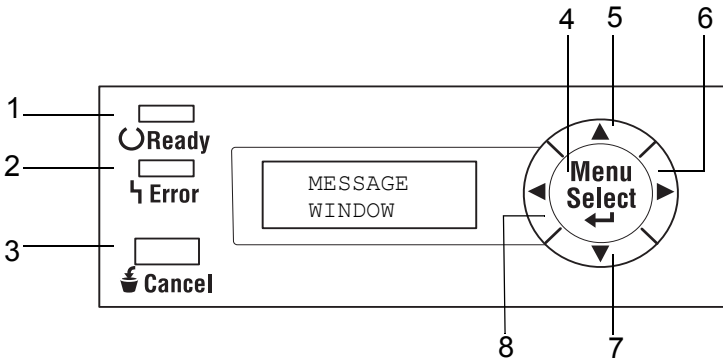 4 5 6
1
Ready
2
Error
3
Cancel
MESSAGE
WINDOW
Menu
Select
8 7